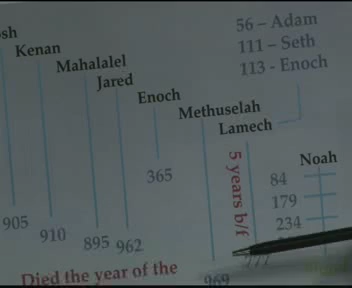 osh
Kenan
Mahalalel
Jared
Enoch
Methuselah
Lamech
Noah
56 – Adam
111 – Seth
113 - Enoch
5 years b/f
84
179
234
365
905
910
895
962
969
Died the year of the